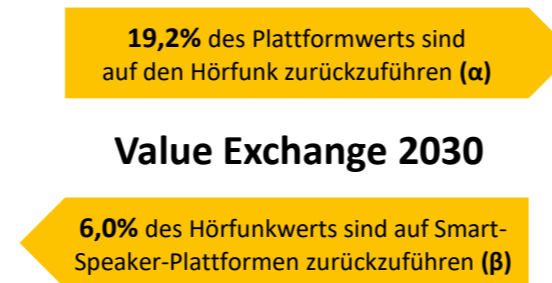 19,2% des Plattformwerts sind
auf den Hörfunk zurückzuführen (α)
Value Exchange 2030
6,0% des Hörfunkwerts sind auf Smart-
Speaker-Plattformen zurückzuführen (β)